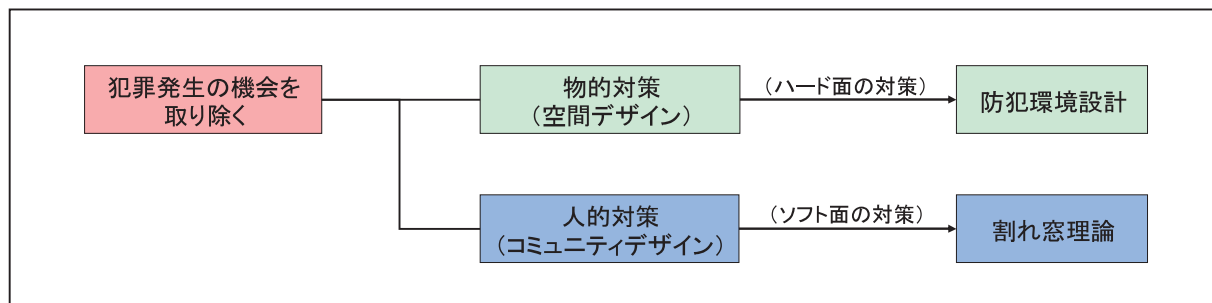 犯罪発生の機会を
取り除く
物的対策
（空間デザイン）
（ハード面の対策）
防犯環境設計
人的対策
（コミュニティデザイン）
（ソフト面の対策）
割れ窓理論